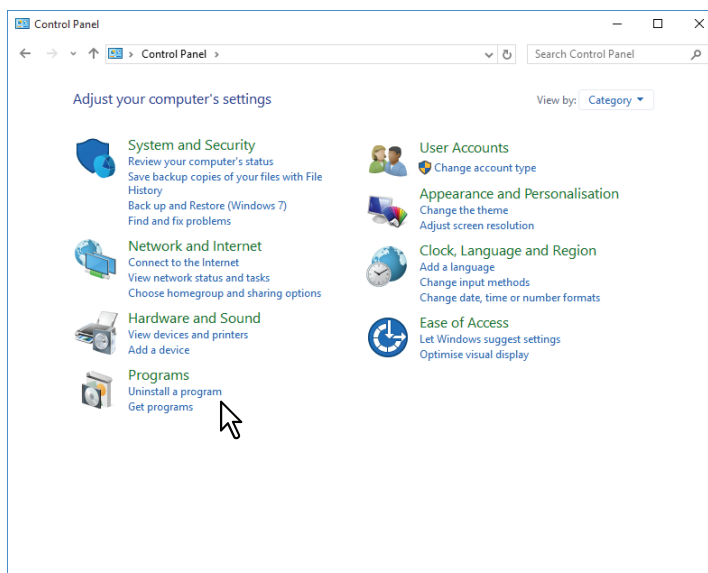 Control Panel
Control Panel
Search Control Panel
Adjust your computer's settings
View by: Category
System and Security
Review your computer's status
Save backup copies of your files with File
History
Back up and Restore (Windows 7)
Find and fix problems
Network and Internet
Connect to the Internet
View network status and tasks
Choose homegroup and sharing options
Hardware and Sound
View devices and printers
Add a device
Programs
Uninstall a program
Get programs
User Accounts
Change account type
Appearance and Personalisation
Change the theme
Adjust screen resolution
Clock, Language and Region
Add a language
Change input methods
Change date, time or number formats
Ease of Access
Let Windows suggest settings
Optimise visual display